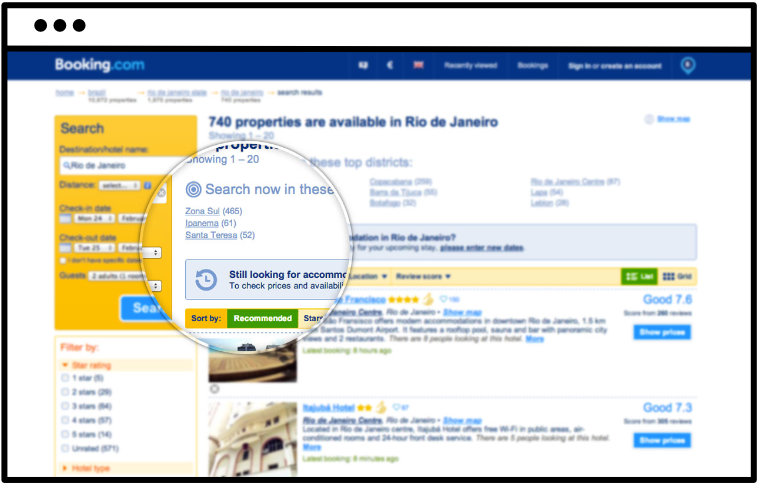 Booking.com
€
Recently viewed
Bookings
Sign in or create an account
home → brazil → rio de janeiro state → rio de janeiro → search results
10,872 properties
1,875 properties
740 properties
740 properties are available in Rio de Janeiro
Showing 1 – 20
Show map
Search
Destination/hotel name:
Rio de Janeiro
Distance: select...
Check-in date
Mon 24
Check-out date
Tue 25
I don't have specific dates
Guests 2 adults (1 room)
Showing 1 – 20
Search now in these
these top districts:
Zona Sul (465)
Ipanema (61)
Santa Teresa (52)
Copacabana (259)
Barra da Tijuca (55)
Botafogo (32)
Rio de Janeiro Centro (87)
Lapa (54)
Leblon (28)
Still looking for accommo
To check prices and availabili
dation in Rio de Janeiro?
for your upcoming stay, please enter new dates.
Sort by:
Recommended
Stars
Location
Review score
List
Grid
Francisco
Good 7.6
Score from 260 reviews
Show prices
Rio de Janeiro Centro, Rio de Janeiro • Show map
Francisco offers modern accommodations in downtown Rio de Janeiro, 1.5 km
Santos Dumont Airport. It features a rooftop pool, sauna and bar with panoramic city
views and 2 restaurants. There are 9 people looking at this hotel. More
Latest booking: 8 hours ago
Filter by:
Star rating
1 star (5)
2 stars (29)
3 stars (64)
4 stars (57)
5 stars (14)
Unrated (571)
Hotel type
Itajubá Hotel
Good 7.3
Score from 305 reviews
Show prices
Rio de Janeiro Centro, Rio de Janeiro • Show map
Located in Rio de Janeiro centre, Itajubá Hotel offers free Wi-Fi in public areas, air-
conditioned rooms and 24-hour front desk service. There are 5 people looking at this hotel.
More
Latest booking: 8 minutes ago